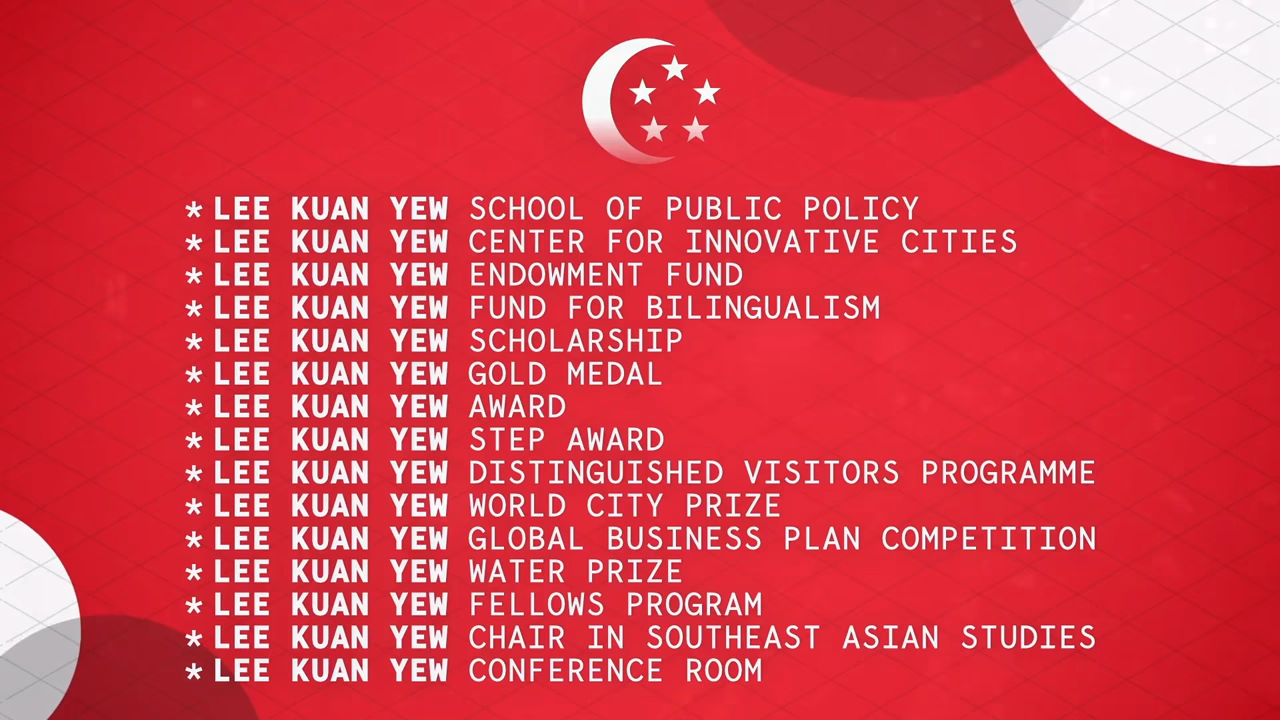 * LEE KUAN YEW SCHOOL OF PUBLIC POLICY
* LEE KUAN YEW CENTER FOR INNOVATIVE CITIES
* LEE KUAN YEW ENDOWMENT FUND
* LEE KUAN YEW FUND FOR BILINGUALISM
* LEE KUAN YEW SCHOLARSHIP
* LEE KUAN YEW GOLD MEDAL
* LEE KUAN YEW AWARD
* LEE KUAN YEW STEP AWARD
* LEE KUAN YEW DISTINGUISHED VISITORS PROGRAMME
* LEE KUAN YEW WORLD CITY PRIZE
* LEE KUAN YEW GLOBAL BUSINESS PLAN COMPETITION
* LEE KUAN YEW WATER PRIZE
* LEE KUAN YEW FELLOWS PROGRAM
* LEE KUAN YEW CHAIR IN SOUTHEAST ASIAN STUDIES
* LEE KUAN YEW CONFERENCE ROOM